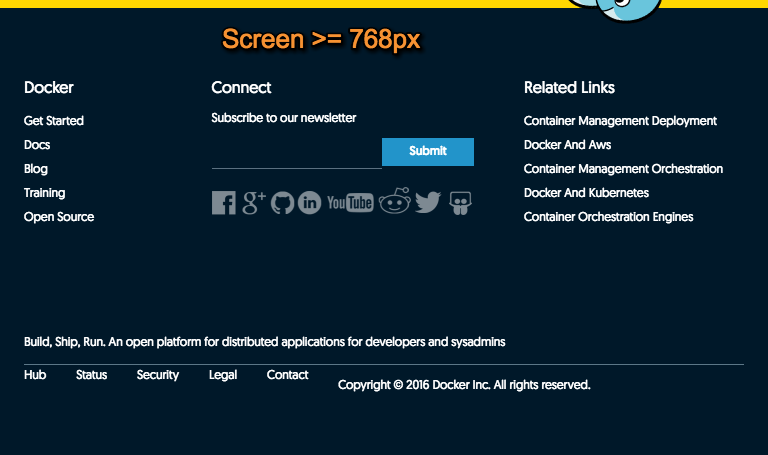 Screen >= 768px
Docker
Get Started
Docs
Blog
Training
Open Source
Connect
Subscribe to our newsletter
Submit
f g+ in You Tube
Related Links
Container Management Deployment
Docker And Aws
Container Management Orchestration
Docker And Kubernetes
Container Orchestration Engines
Build, Ship, Run. An open platform for distributed applications for developers and sysadmins
Hub Status Security Legal Contact Copyright © 2016 Docker Inc. All rights reserved.